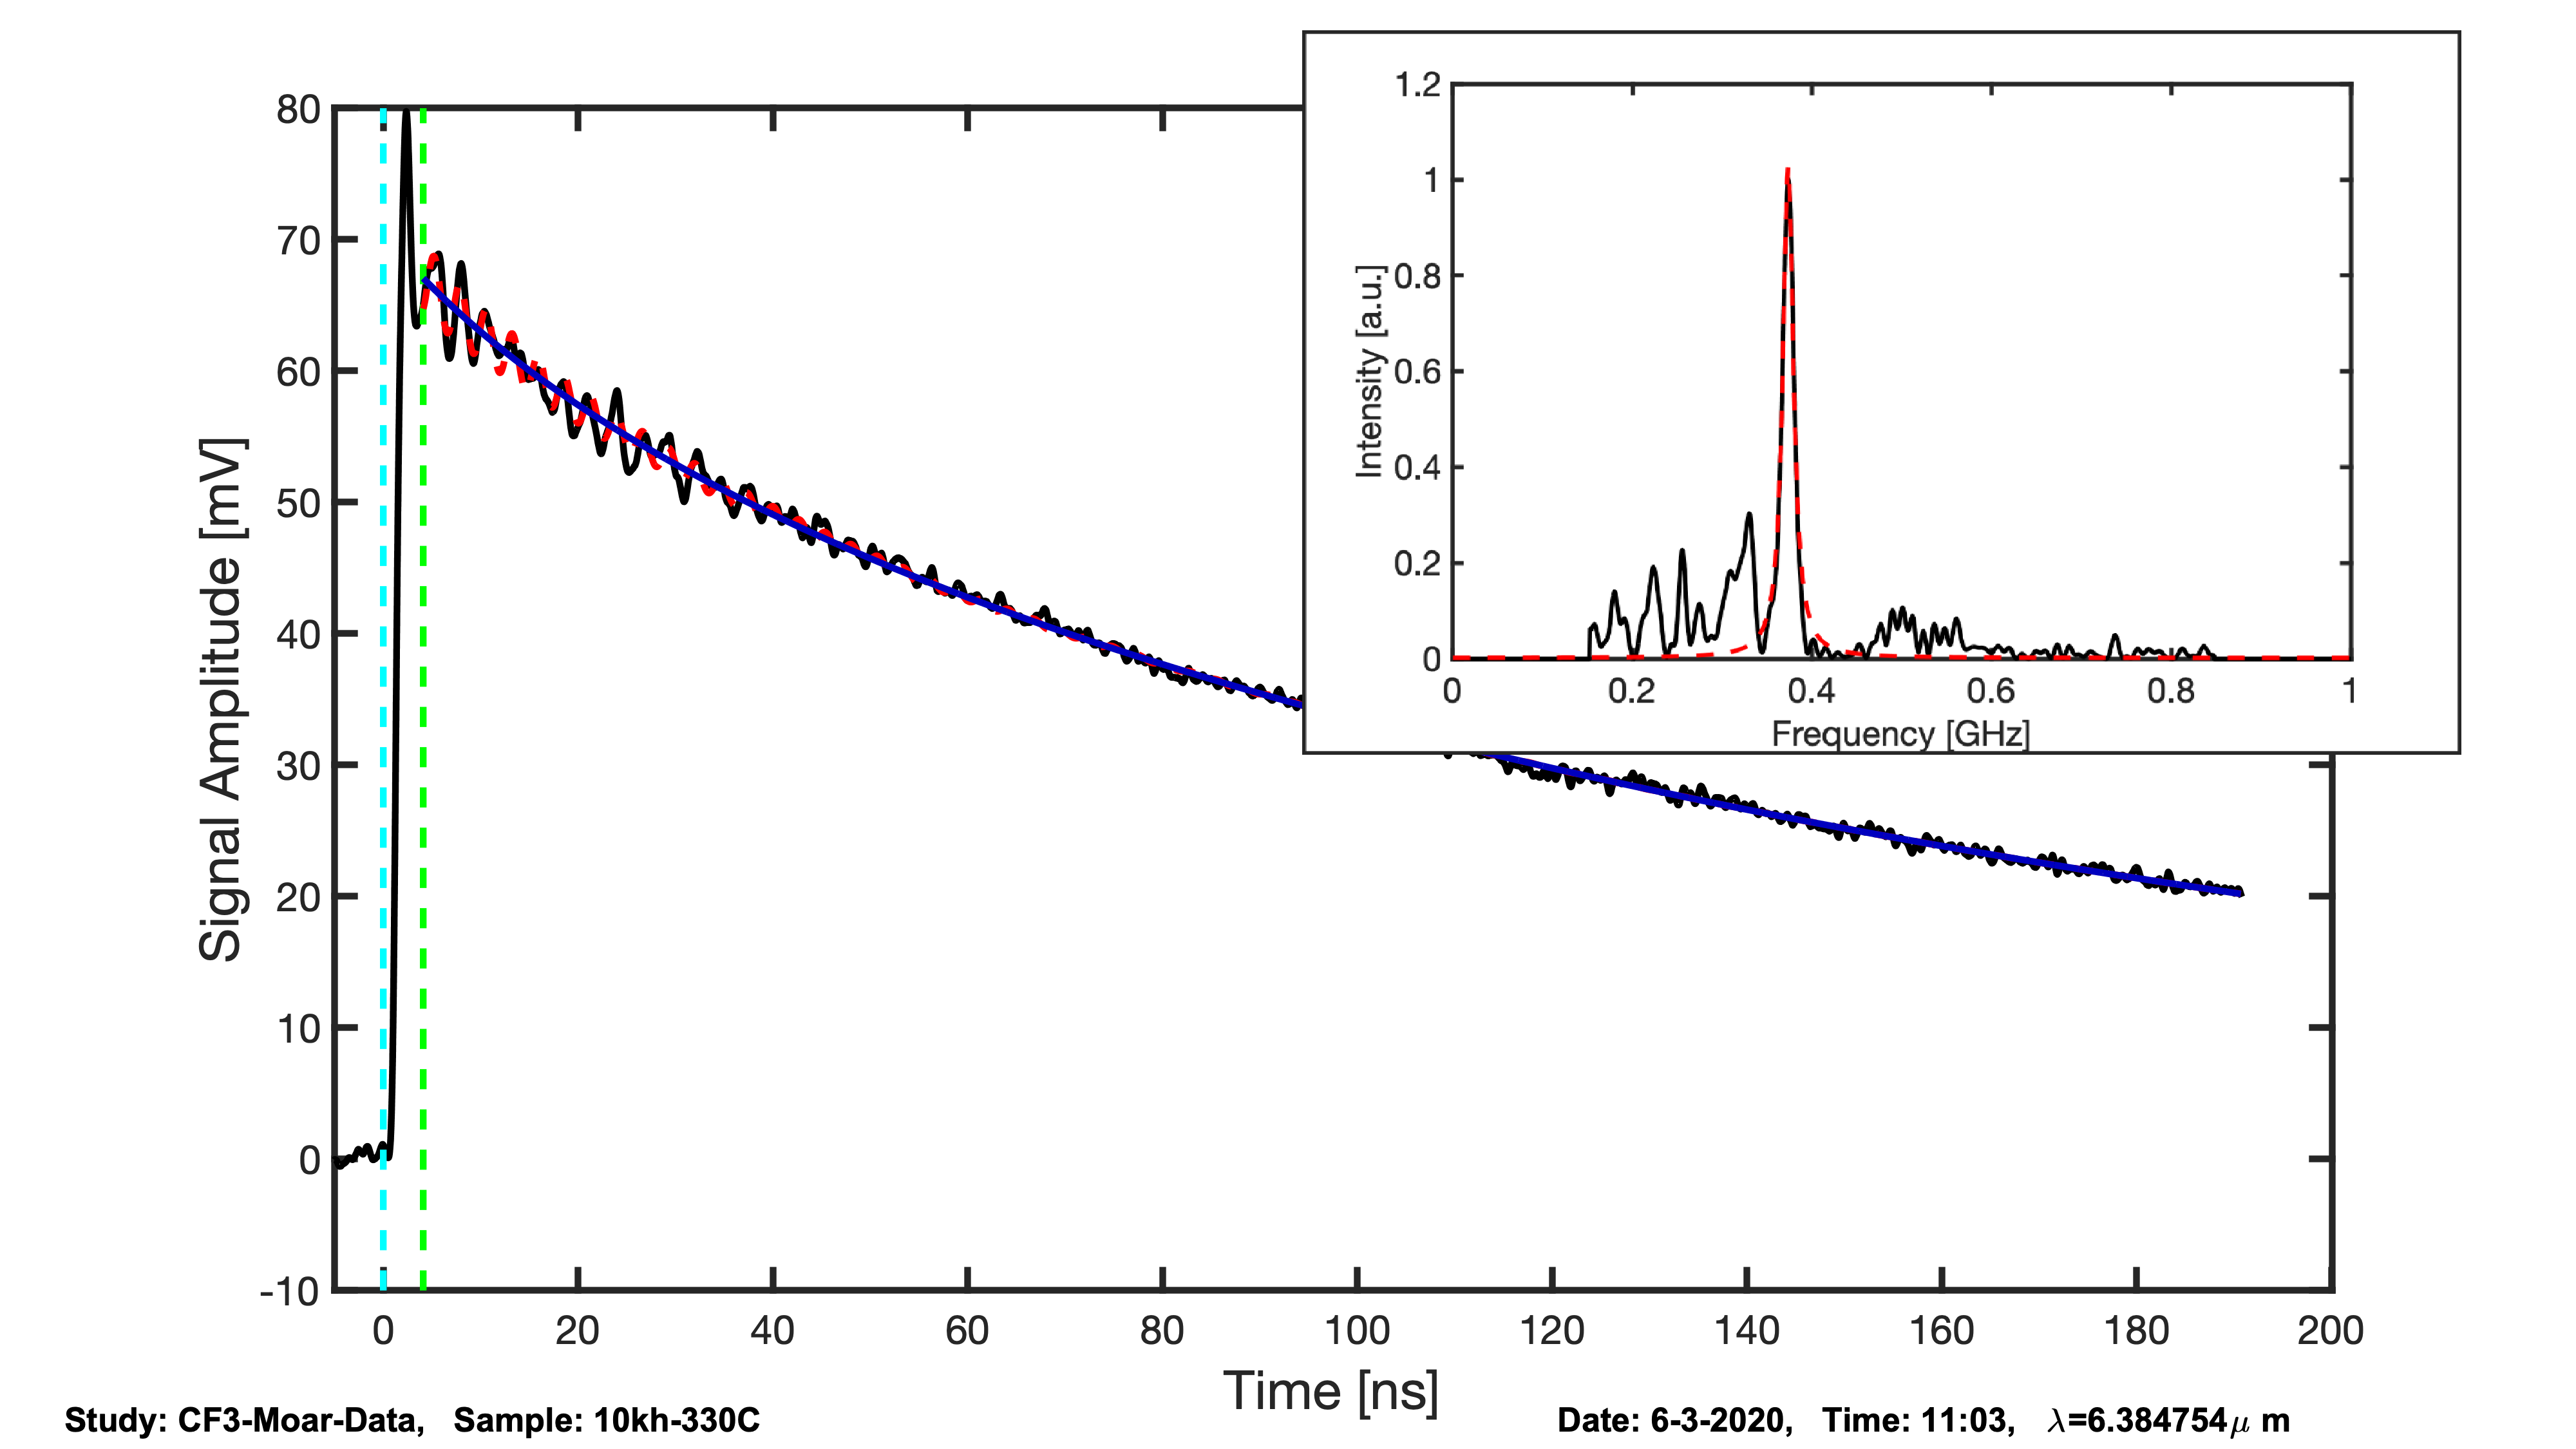 1.2
1
0.8
0.6
0.4
0.2
0
Intensity [a.u.]
0 0.2 0.4 0.6 0.8 1
Frequency [GHz]
80
70
60
50
40
30
20
10
0
-10
Signal Amplitude [mV]
0 20 40 60 80 100 120 140 160 180 200
Time [ns]
Study: CF3-Moar-Data, Sample: 10kh-330C
Date: 6-3-2020, Time: 11:03, λ=6.384754μ m